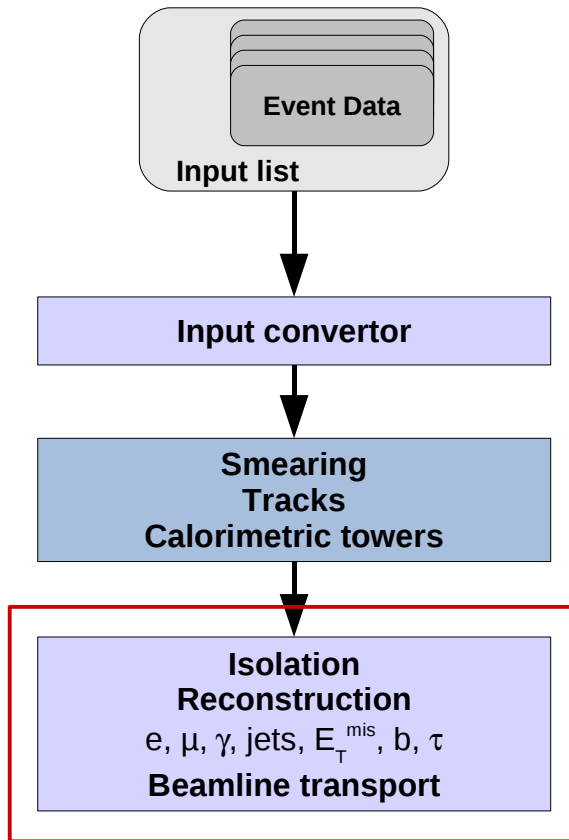 Event Data
Input list
Input convertor
Smearing
Tracks
Calorimetric towers
Isolation
Reconstruction
e, μ, γ, jets, E_T^mis, b, τ
Beamline transport